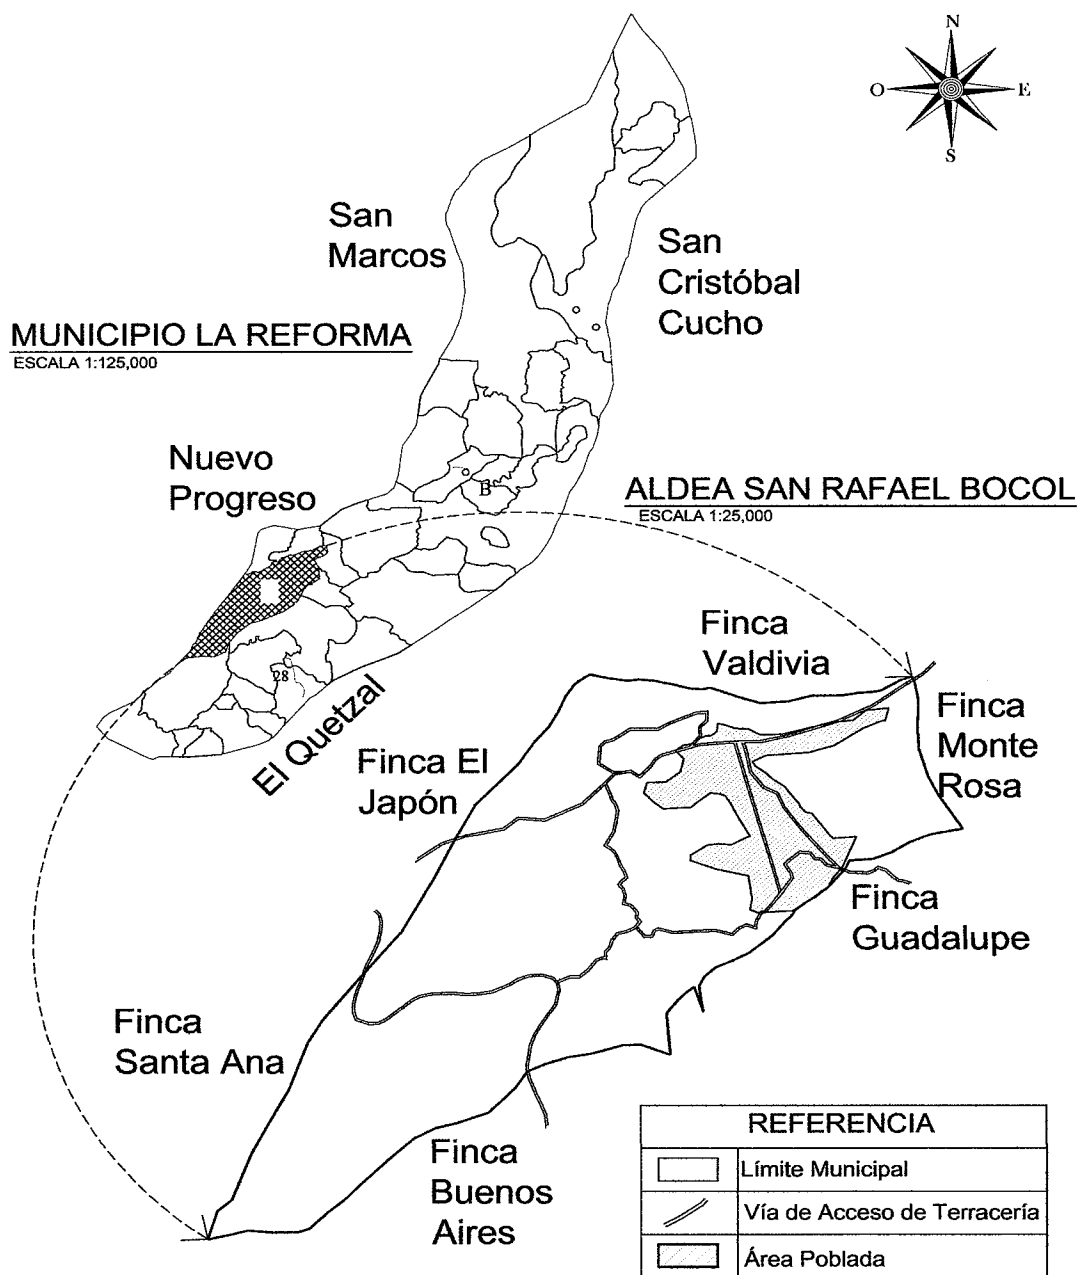 N
O
E
S
San
Marcos
San
Cristóbal
Cucho
MUNICIPIO LA REFORMA
ESCALA 1:125,000
Nuevo
Progreso
B
ALDEA SAN RAFAEL BOCOL
ESCALA 1:25,000
28
El Quetzal
Finca
Valdivia
Finca
Monte
Rosa
Finca El
Japón
Finca
Guadalupe
Finca
Santa Ana
Finca
Buenos
Aires
REFERENCIA
Límite Municipal
Vía de Acceso de Terracería
Área Poblada